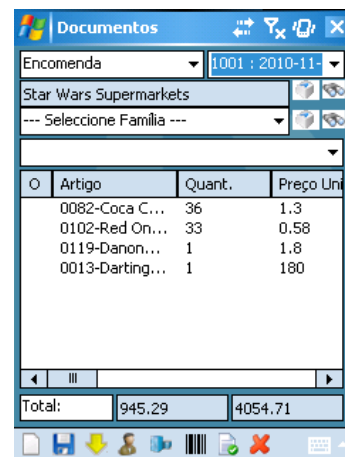 Documentos
Encomenda 1001 : 2010-11-
Star Wars Supermarkets
--- Seleccione Família ---
O Artigo Quant. Preço Uni
0082-Coca C... 36 1.3
0102-Red On... 33 0.58
0119-Danon... 1 1.8
0013-Darting... 1 180
Total: 945.29 4054.71